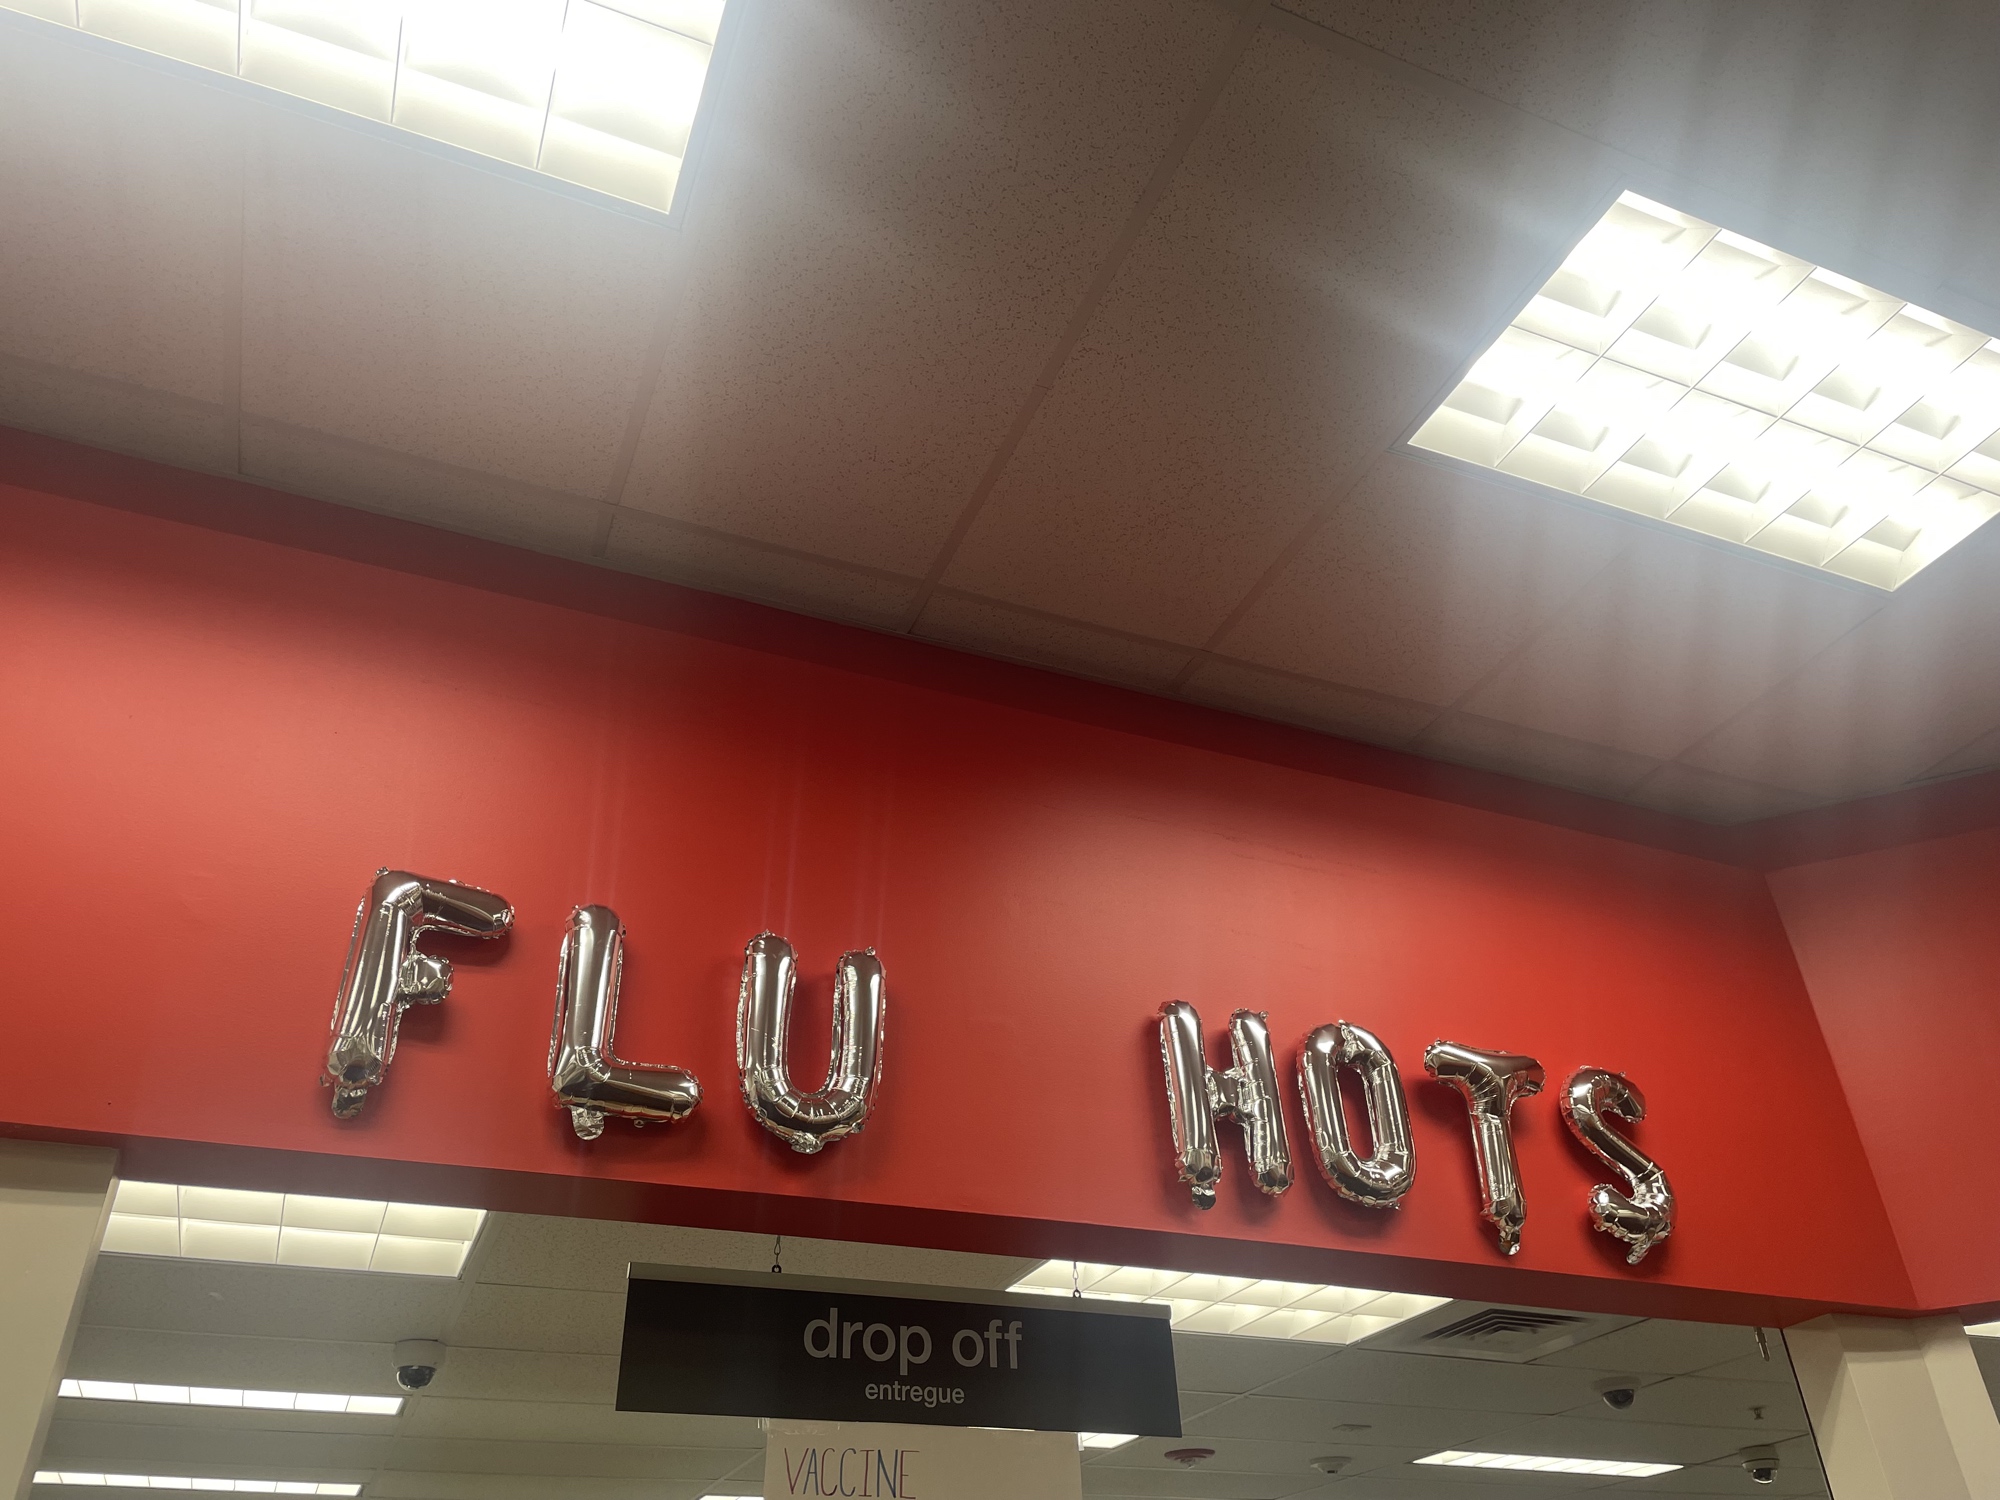 FLU HOTS
drop off
entregue
VACCINE